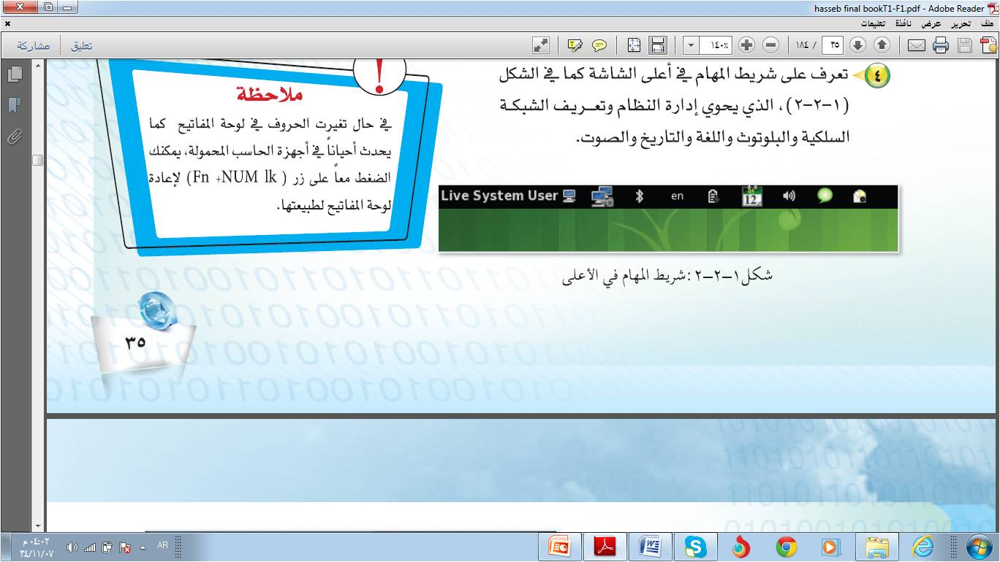 hasseb final bookT1-F1.pdf - Adobe Reader
ملف تحرير عرض نافذة تعليمات
٣٥ / ١٨٤ ١٤٠٪ تعليق مشاركة
٤ تعرف على شريط المهام في أعلى الشاشة كما في الشكل
(١-٢-٢)، الذي يحوي إدارة النظام وتعريف الشبكة
السلكية والبلوتوث واللغة والتاريخ والصوت.
Live System User en 12
شكل١-٢-٢ :شريط المهام في الأعلى
!
ملاحظة
في حال تغيرت الحروف في لوحة المفاتيح كما
يحدث أحياناً في أجهزة الحاسب المحمولة، يمكنك
الضغط معاً على زر ( Fn +NUM lk) لإعادة
لوحة المفاتيح لطبيعتها.
٣٥
AR
٠٤:٠٢ م
٣٤/١١/٠٧